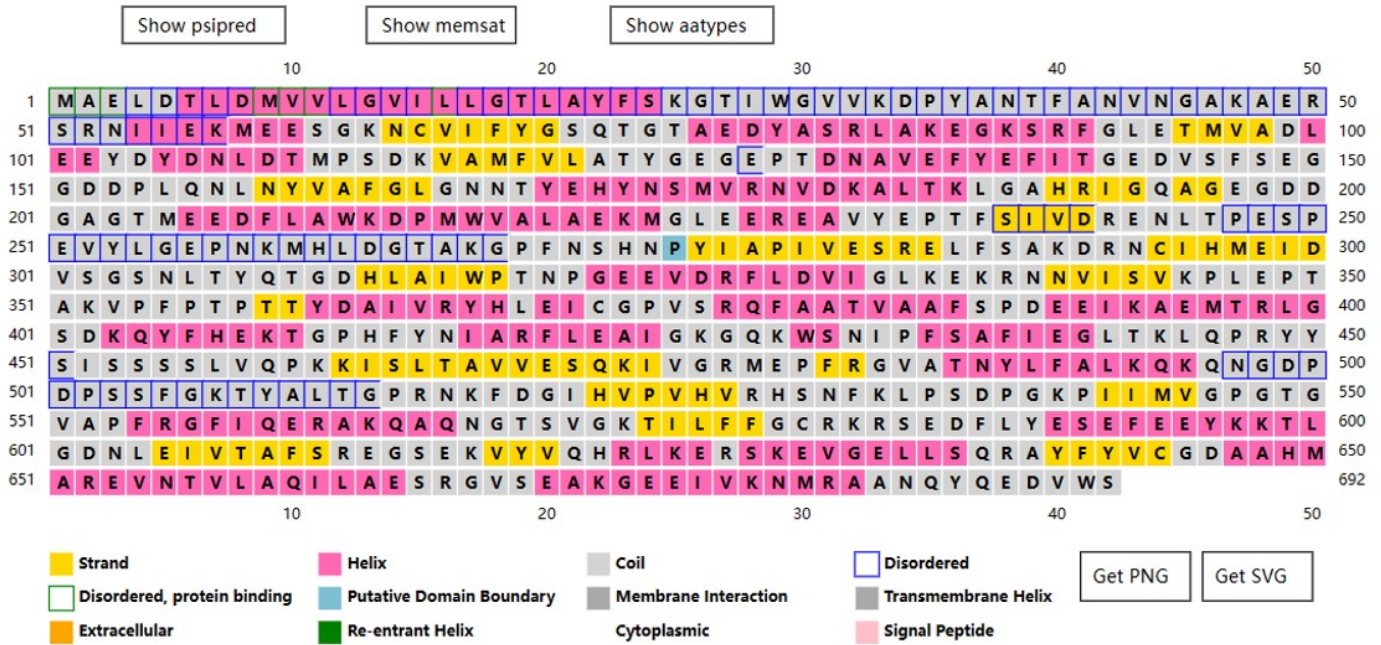 Show psipred Show memsat Show aatypes
10 20 30 40 50
1 M A E L D T L D M V V L G V I L L G T L A Y F S K G T I W G V V K D P Y A N T F A N V N G A K A E R 50
51 S R N I I E K M E E S G K N C V I F Y G S Q T G T A E D Y A S R L A K E G K S R F G L E T M V A D L 100
101 E E Y D Y D N L D T M P S D K V A M F V L A T Y G E G E P T D N A V E F Y E F I T G E D V S F S E G 150
151 G D D P L Q N L N Y V A F G L G N N T Y E H Y N S M V R N V D K A L T K L G A H R I G Q A G E G D D 200
201 G A G T M E E D F L A W K D P M W V A L A E K M G L E E R E A V Y E P T F S I V D R E N L T P E S P 250
251 E V Y L G E P N K M H L D G T A K G P F N S H N P Y I A P I V E S R E L F S A K D R N C I H M E I D 300
301 V S G S N L T Y Q T G D H L A I W P T N P G E E V D R F L D V I G L K E K R N N V I S V K P L E P T 350
351 A K V P F P T P T T Y D A I V R Y H L E I C G P V S R Q F A A T V A A F S P D E E I K A E M T R L G 400
401 S D K Q Y F H E K T G P H F Y N I A R F L E A I G K G Q K W S N I P F S A F I E G L T K L Q P R Y Y 450
451 S I S S S S L V Q P K K I S L T A V V E S Q K I V G R M E P F R G V A T N Y L F A L K Q K Q N G D P 500
501 D P S S F G K T Y A L T G P R N K F D G I H V P V H V R H S N F K L P S D P G K P I I M V G P G T G 550
551 V A P F R G F I Q E R A K Q A Q N G T S V G K T I L F F G C R K R S E D F L Y E S E F E E Y K K T L 600
601 G D N L E I V T A F S R E G S E K V Y V Q H R L K E R S K E V G E L L S Q R A Y F Y V C G D A A H M 650
651 A R E V N T V L A Q I L A E S R G V S E A K G E E I V K N M R A A N Q Y Q E D V W S 692
10 20 30 40 50
Strand Helix Coil Disordered Get PNG Get SVG
Disordered, protein binding Putative Domain Boundary Membrane Interaction Transmembrane Helix
Extracellular Re-entrant Helix Cytoplasmic Signal Peptide